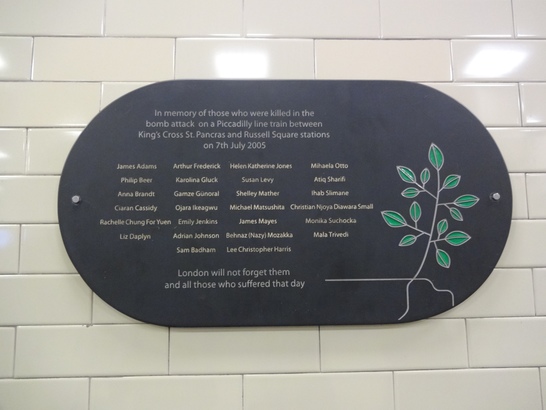 In memory of those who were killed in the
bomb attack on a Piccadilly line train between
King's Cross St. Pancras and Russell Square stations
on 7th July 2005
James Adams Arthur Frederick Helen Katherine Jones Mihaela Otto
Philip Beer Karolina Gluck Susan Levy Atiq Sharifi
Anna Brandt Gamze Günoral Shelley Mather Ihab Slimane
Ciaran Cassidy Ojara Ikeagwu Michael Matsushita Christian Njoya Diawara Small
Rachelle Chung For Yuen Emily Jenkins James Mayes Monika Suchocka
Liz Daplyn Adrian Johnson Behnaz (Nazy) Mozakka Mala Trivedi
Sam Badham Lee Christopher Harris
London will not forget them
and all those who suffered that day